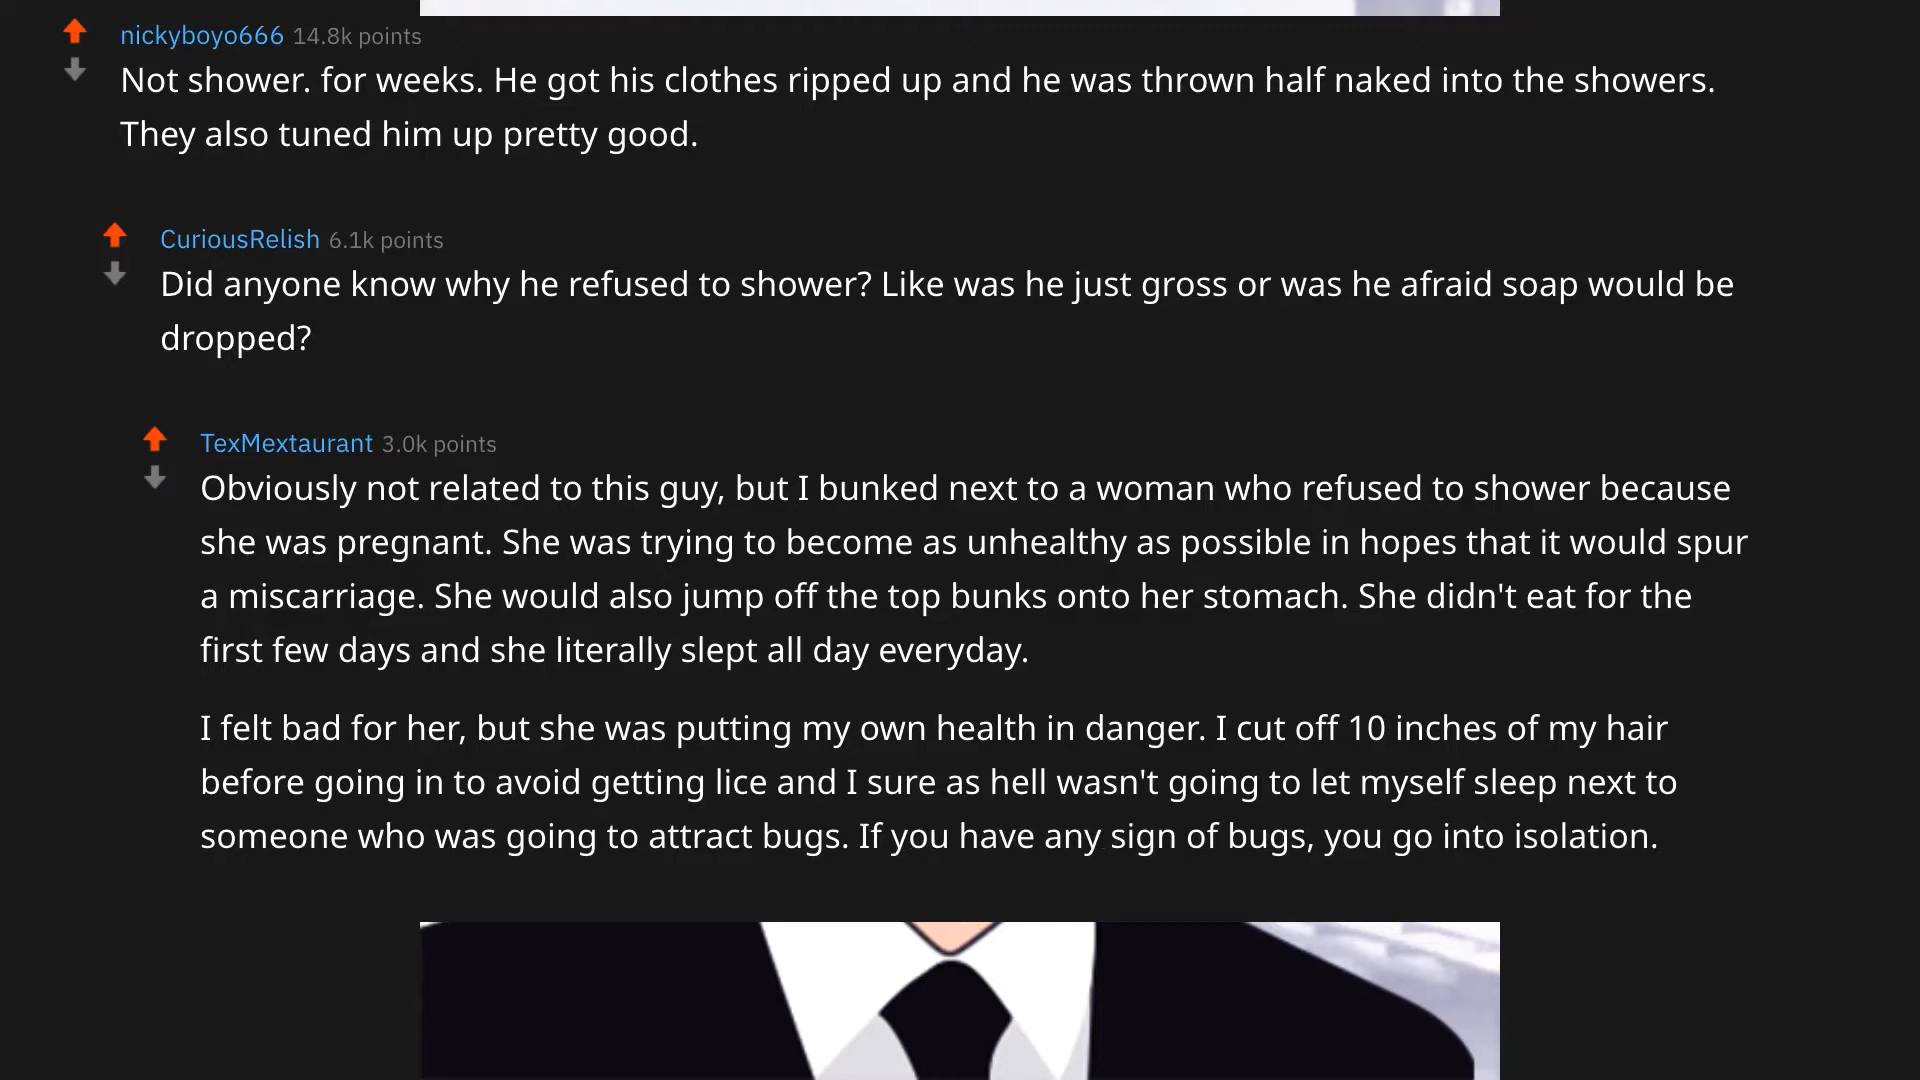 nickyboyo666 14.8k points
Not shower. for weeks. He got his clothes ripped up and he was thrown half naked into the showers.
They also tuned him up pretty good.
CuriousRelish 6.1k points
Did anyone know why he refused to shower? Like was he just gross or was he afraid soap would be
dropped?
TexMextaurant 3.0k points
Obviously not related to this guy, but I bunked next to a woman who refused to shower because
she was pregnant. She was trying to become as unhealthy as possible in hopes that it would spur
a miscarriage. She would also jump off the top bunks onto her stomach. She didn't eat for the
first few days and she literally slept all day everyday.
I felt bad for her, but she was putting my own health in danger. I cut off 10 inches of my hair
before going in to avoid getting lice and I sure as hell wasn't going to let myself sleep next to
someone who was going to attract bugs. If you have any sign of bugs, you go into isolation.